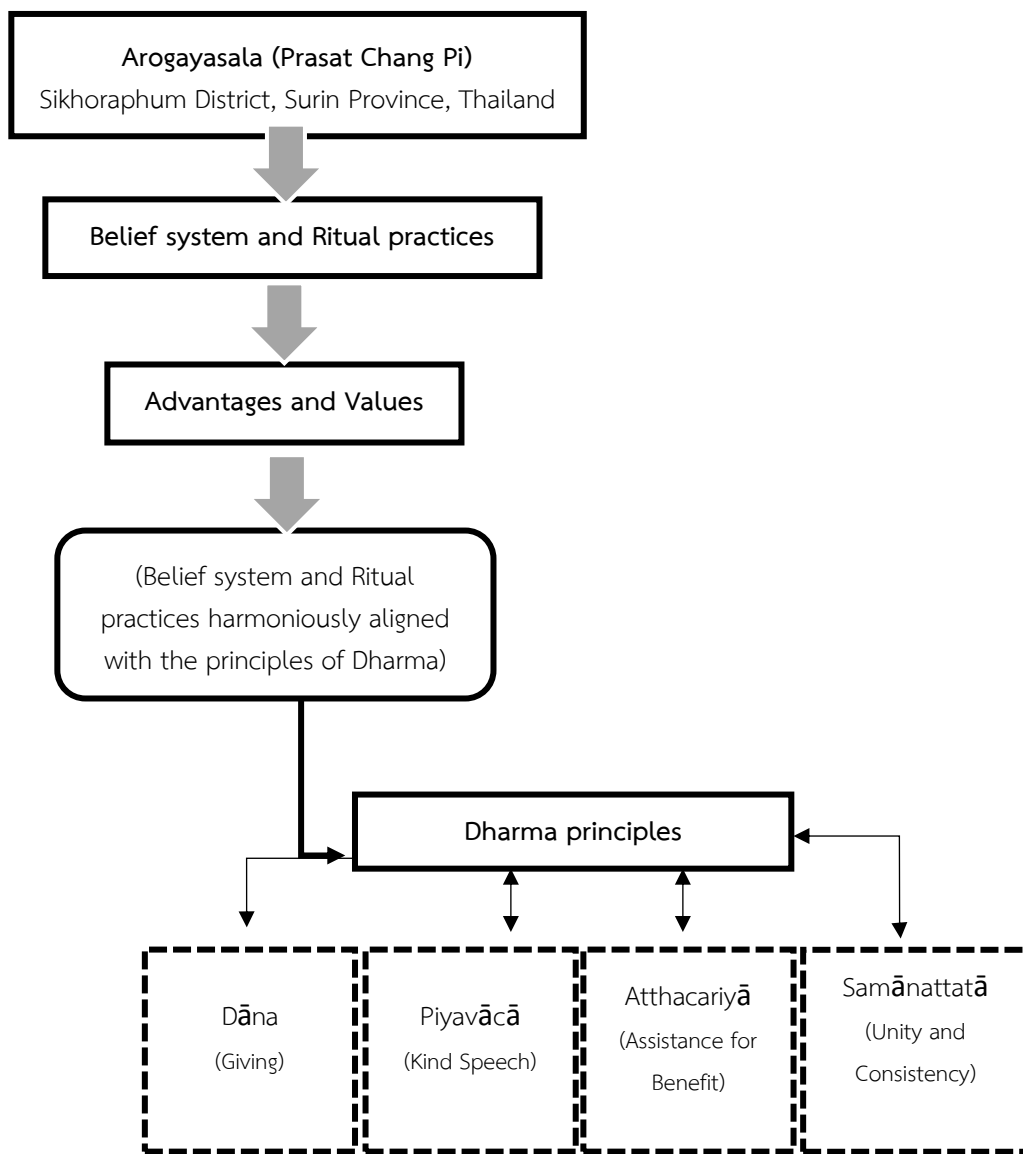 Arogayasala (Prasat Chang Pi)
Sikhoraphum District, Surin Province, Thailand
Belief system and Ritual practices
Advantages and Values
(Belief system and Ritual
practices harmoniously aligned
with the principles of Dharma)
Dharma principles
Dāna
(Giving)
Piyavācā
(Kind Speech)
Atthacariyā
(Assistance for
Benefit)
Samānattatā
(Unity and
Consistency)